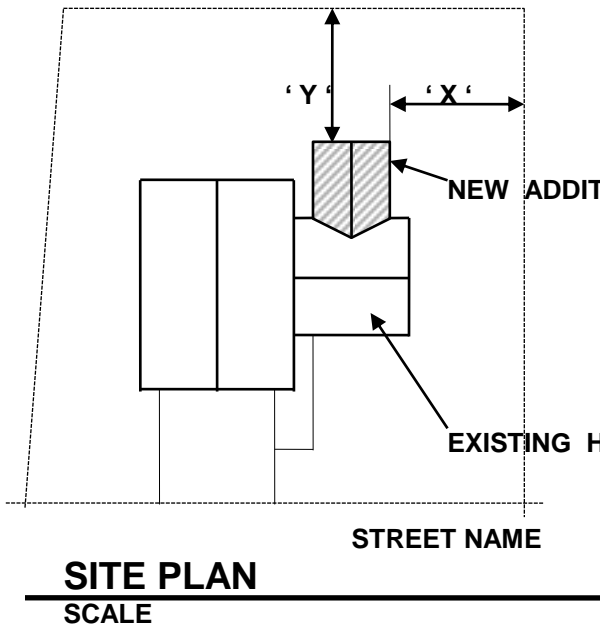 ‘ Y ‘
‘ X ‘
NEW ADDIT
EXISTING H
STREET NAME
SITE PLAN
SCALE